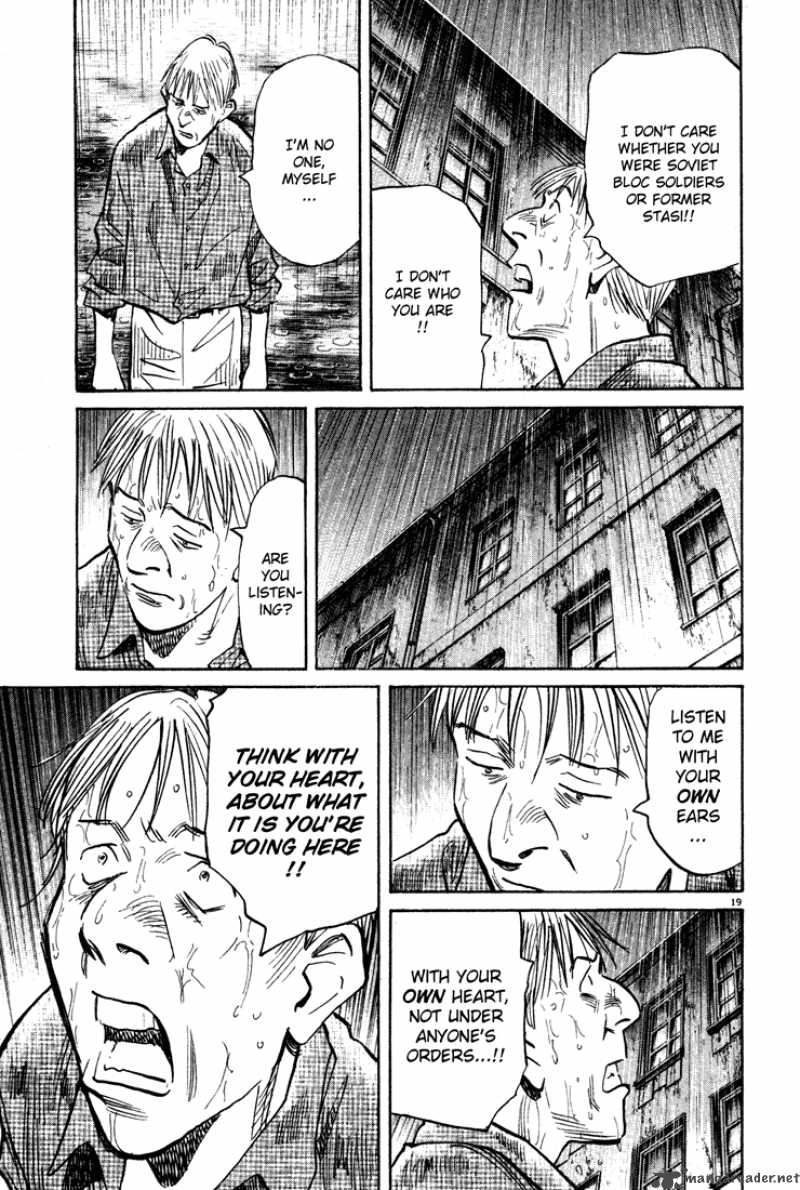 I DON'T CARE
WHETHER YOU
WERE SOVIET
BLOC SOLDIERS
OR FORMER
STASI!!
I DON'T
CARE WHO
YOU ARE
!!
I'M NO
ONE,
MYSELF
...
ARE
YOU
LISTEN-
ING?
LISTEN
TO ME
WITH
YOUR
OWN
EARS
...
19
WITH YOUR
OWN HEART,
NOT UNDER
ANYONE'S
ORDERS...!!
THINK WITH
YOUR HEART,
ABOUT WHAT
IT IS YOU'RE
DOING HERE
!!
mangareader.net